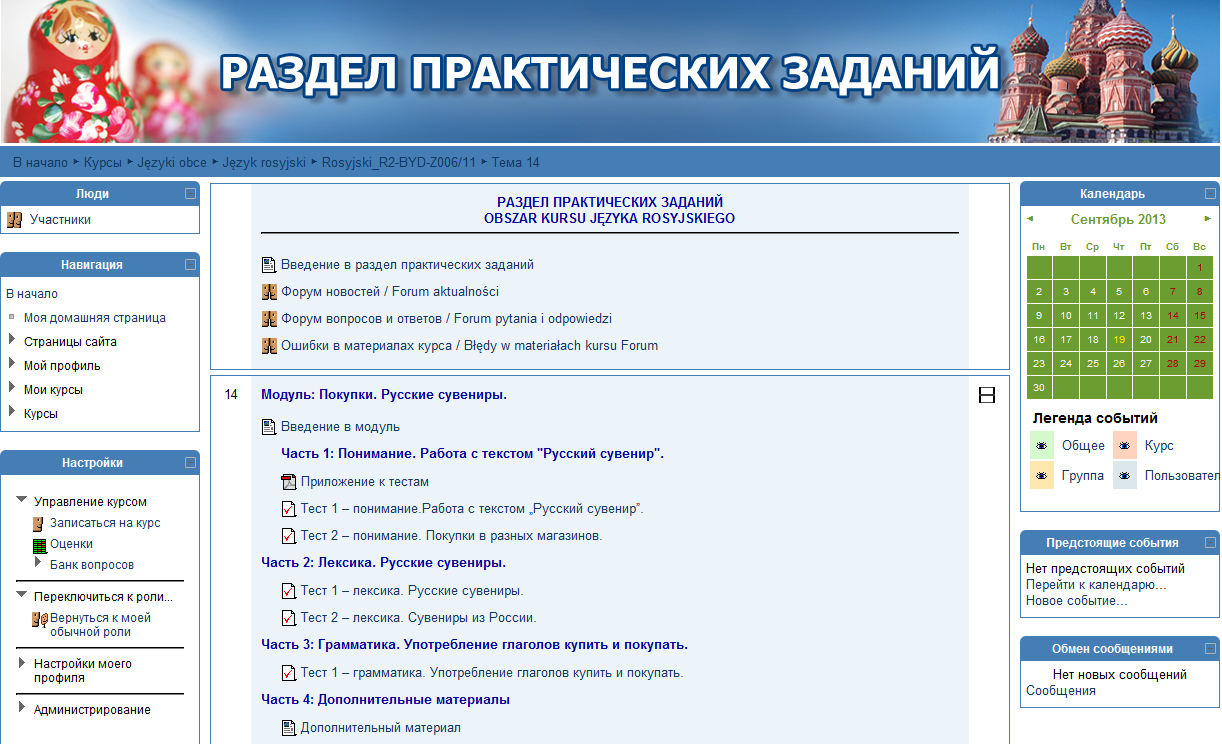 РАЗДЕЛ ПРАКТИЧЕСКИХ ЗАДАНИЙ
В начало ► Курсы ► Języki obce ► Język rosyjski ► Rosyjski_R2-BYD-Z006/11 ► Тема 14
Люди
Участники
Навигация
В начало
Моя домашняя страница
Страницы сайта
Мой профиль
Мои курсы
Курсы
Настройки
Управление курсом
Записаться на курс
Оценки
Банк вопросов
Переключиться к роли...
Вернуться к моей
обычной роли
Настройки моего
профиля
Администрирование
РАЗДЕЛ ПРАКТИЧЕСКИХ ЗАДАНИЙ
OBSZAR KURSU JĘZYKA ROSYJSKIEGO
Введение в раздел практических заданий
Форум новостей / Forum aktualności
Форум вопросов и ответов / Forum pytania i odpowiedzi
Ошибки в материалах курса / Błędy w materiałach kursu Forum
14 Модуль: Покупки. Русские сувениры.
Введение в модуль
Часть 1: Понимание. Работа с текстом "Русский сувенир".
Приложение к тестам
Тест 1 – понимание.Работа с текстом „Русский сувенир”.
Тест 2 – понимание. Покупки в разных магазинов.
Часть 2: Лексика. Русские сувениры.
Тест 1 – лексика. Русские сувениры.
Тест 2 – лексика. Сувениры из России.
Часть 3: Грамматика. Употребление глаголов купить и покупать.
Тест 1 – грамматика. Употребление глаголов купить и покупать.
Часть 4: Дополнительные материалы
Дополнительный материал
Календарь
◄ Сентябрь 2013 ►
Пн Вт Ср Чт Пт Сб Вс
1
2 3 4 5 6 7 8
9 10 11 12 13 14 15
16 17 18 19 20 21 22
23 24 25 26 27 28 29
30
Легенда событий
Общее Курс
Группа Пользовател
Предстоящие события
Нет предстоящих событий
Перейти к календарю...
Новое событие...
Обмен сообщениями
Нет новых сообщений
Сообщения